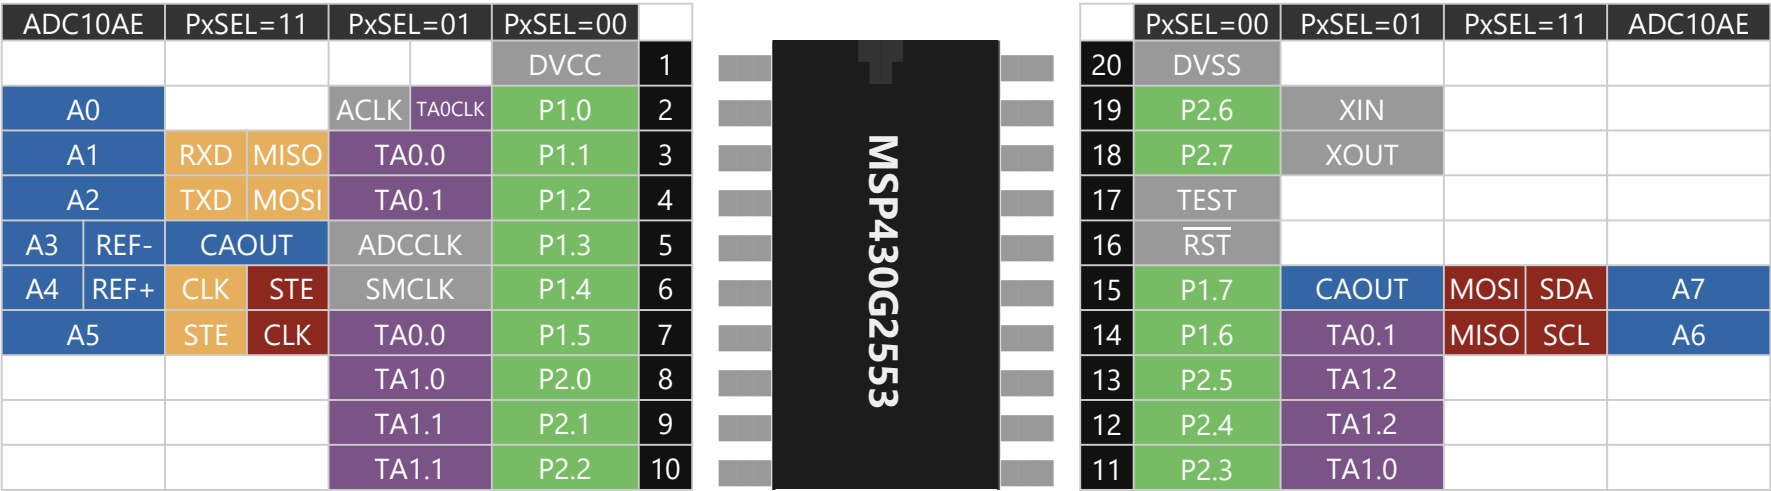 ADC10AE PxSEL=11 PxSEL=01 PxSEL=00 PxSEL=00 PxSEL=01 PxSEL=11 ADC10AE
DVCC 1 20 DVSS
A0 ACLK TA0CLK P1.0 2 19 P2.6 XIN
A1 RXD MISO TA0.0 P1.1 3 18 P2.7 XOUT
A2 TXD MOSI TA0.1 P1.2 4 17 TEST
A3 REF- CAOUT ADCCLK P1.3 5 16 RST
A4 REF+ CLK STE SMCLK P1.4 6 15 P1.7 CAOUT MOSI SDA A7
A5 STE CLK TA0.0 P1.5 7 14 P1.6 TA0.1 MISO SCL A6
TA1.0 P2.0 8 13 P2.5 TA1.2
TA1.1 P2.1 9 12 P2.4 TA1.2
TA1.1 P2.2 10 11 P2.3 TA1.0
MSP430G2553